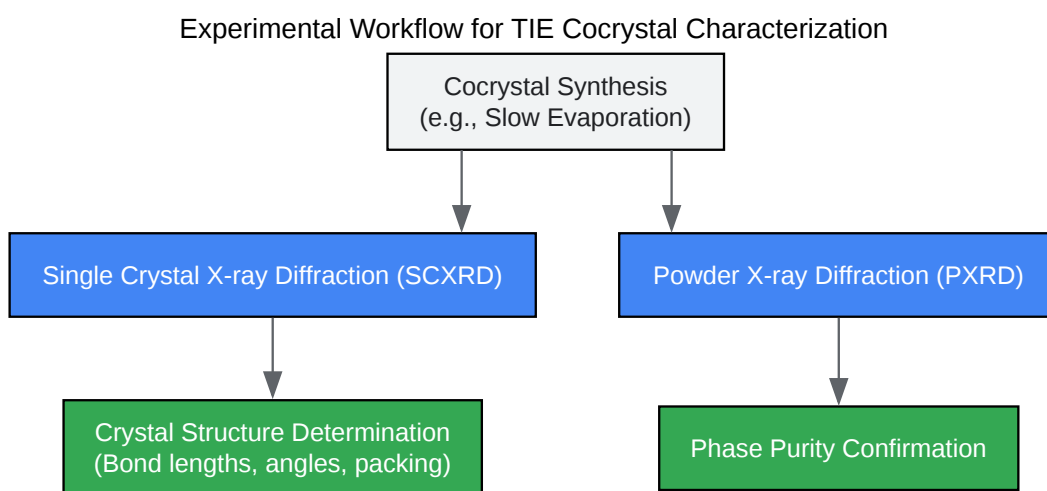 Experimental Workflow for TIE Cocrystal Characterization
Cocrystal Synthesis
(e.g., Slow Evaporation)
Single Crystal X-ray Diffraction (SCXRD)
Powder X-ray Diffraction (PXRD)
Crystal Structure Determination
(Bond lengths, angles, packing)
Phase Purity Confirmation